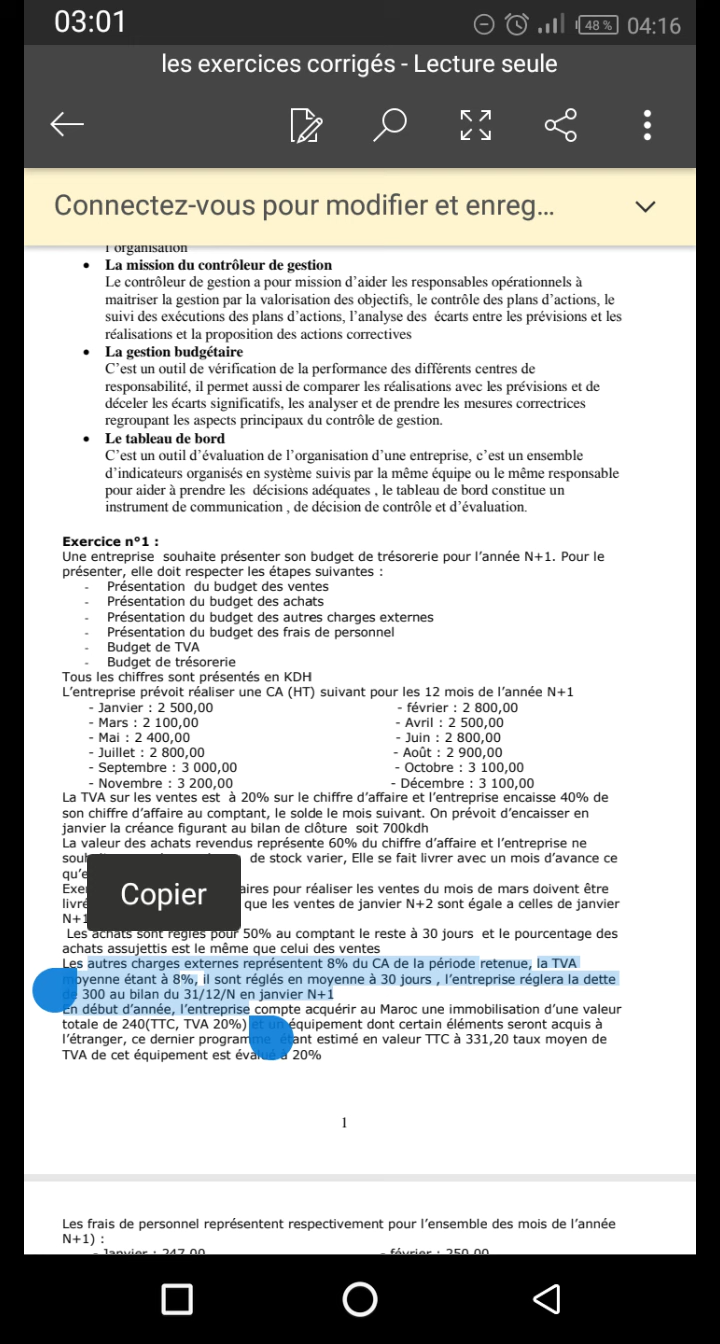 03:01 48 % 04:16
les exercices corrigés - Lecture seule
Connectez-vous pour modifier et enreg...
l'organisation
• La mission du contrôleur de gestion
Le contrôleur de gestion a pour mission d'aider les responsables opérationnels à
maitriser la gestion par la valorisation des objectifs, le contrôle des plans d'actions, le
suivi des exécutions des plans d'actions, l'analyse des écarts entre les prévisions et les
réalisations et la proposition des actions correctives
• La gestion budgétaire
C'est un outil de vérification de la performance des différents centres de
responsabilité, il permet aussi de comparer les réalisations avec les prévisions et de
déceler les écarts significatifs, les analyser et de prendre les mesures correctrices
regroupant les aspects principaux du contrôle de gestion.
• Le tableau de bord
C'est un outil d'évaluation de l'organisation d'une entreprise, c'est un ensemble
d'indicateurs organisés en système suivis par la même équipe ou le même responsable
pour aider à prendre les décisions adéquates , le tableau de bord constitue un
instrument de communication , de décision de contrôle et d'évaluation.
Exercice n°1 :
Une entreprise souhaite présenter son budget de trésorerie pour l'année N+1. Pour le
présenter, elle doit respecter les étapes suivantes :
- Présentation du budget des ventes
- Présentation du budget des achats
- Présentation du budget des autres charges externes
- Présentation du budget des frais de personnel
- Budget de TVA
- Budget de trésorerie
Tous les chiffres sont présentés en KDH
L'entreprise prévoit réaliser une CA (HT) suivant pour les 12 mois de l'année N+1
- Janvier : 2 500,00 - février : 2 800,00
- Mars : 2 100,00 - Avril : 2 500,00
- Mai : 2 400,00 - Juin : 2 800,00
- Juillet : 2 800,00 - Août : 2 900,00
- Septembre : 3 000,00 - Octobre : 3 100,00
- Novembre : 3 200,00 - Décembre : 3 100,00
La TVA sur les ventes est à 20% sur le chiffre d'affaire et l'entreprise encaisse 40% de
son chiffre d'affaire au comptant, le solde le mois suivant. On prévoit d'encaisser en
janvier la créance figurant au bilan de clôture soit 700kdh
La valeur des achats revendus représente 60% du chiffre d'affaire et l'entreprise ne
de stock varier, Elle se fait livrer avec un mois d'avance ce
qu'e
Exe aires pour réaliser les ventes du mois de mars doivent être
livré que les ventes de janvier N+2 sont égale a celles de janvier
N+1
Copier
Les achats sont réglés pour 50% au comptant le reste à 30 jours et le pourcentage des
achats assujettis est le même que celui des ventes
Les autres charges externes représentent 8% du CA de la période retenue, la TVA
moyenne étant à 8%, il sont réglés en moyenne à 30 jours , l'entreprise réglera la dette
de 300 au bilan du 31/12/N en janvier N+1
En début d'année, l'entreprise compte acquérir au Maroc une immobilisation d'une valeur
totale de 240(TTC, TVA 20%) et un équipement dont certain éléments seront acquis à
l'étranger, ce dernier programme étant estimé en valeur TTC à 331,20 taux moyen de
TVA de cet équipement est évalué à 20%
1
Les frais de personnel représentent respectivement pour l'ensemble des mois de l'année
N+1) :
- Janvier : 247,00 - février : 250,00